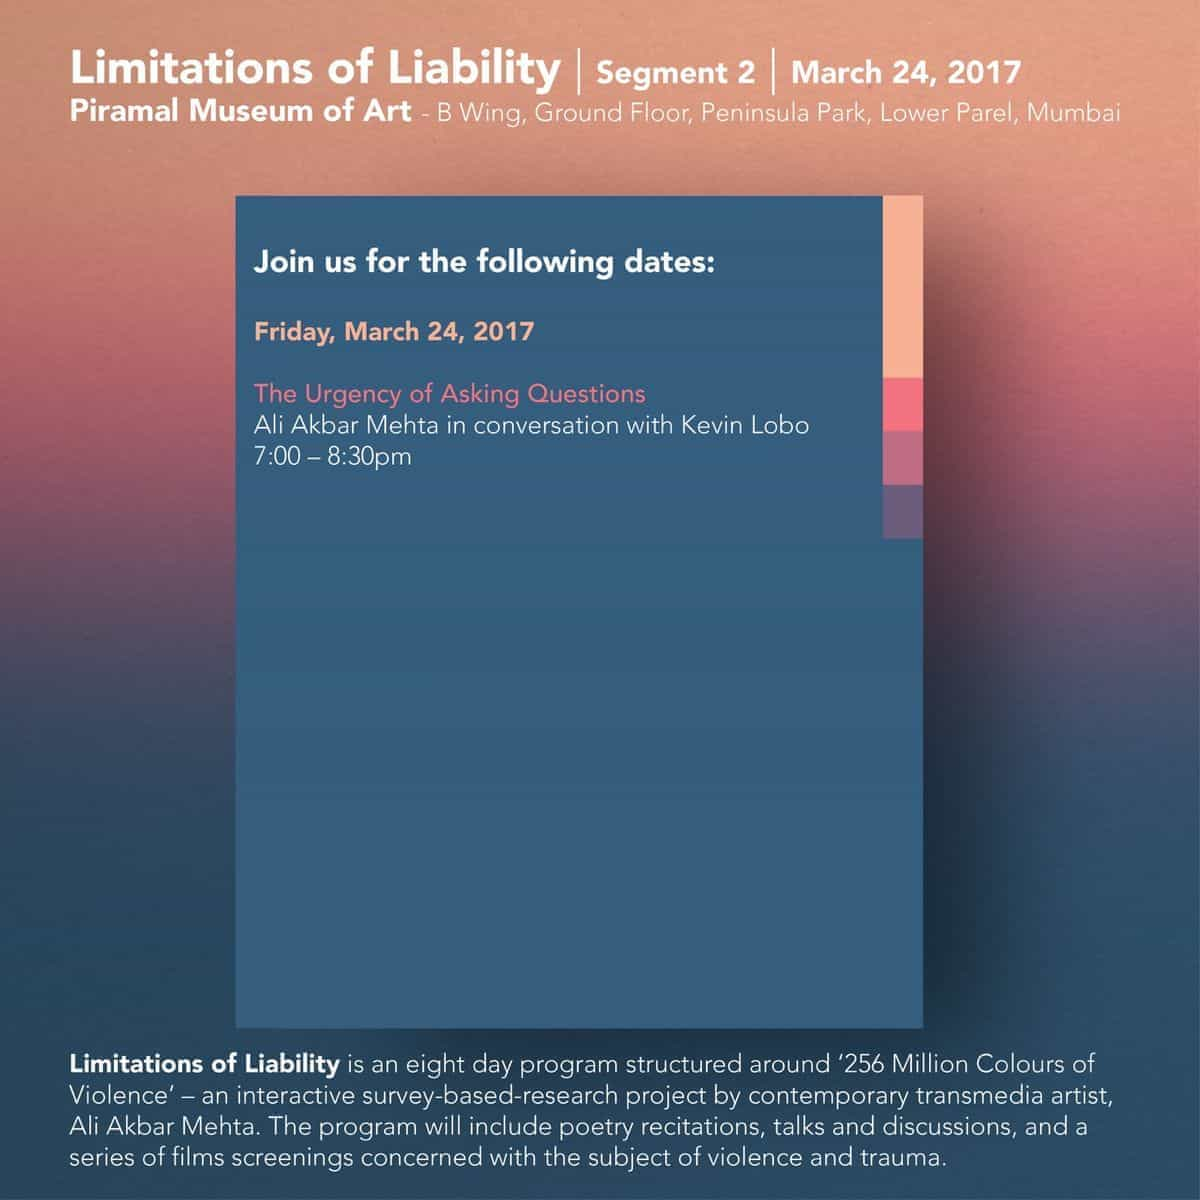 Limitations of Liability | Segment 2 | March 24, 2017
Piramal Museum of Art - B Wing, Ground Floor, Peninsula Park, Lower Parel, Mumbai
Join us for the following dates:
Friday, March 24, 2017
The Urgency of Asking Questions
Ali Akbar Mehta in conversation with Kevin Lobo
7:00 – 8:30pm
Limitations of Liability is an eight day program structured around ‘256 Million Colours of
Violence’ – an interactive survey-based-research project by contemporary transmedia artist,
Ali Akbar Mehta. The program will include poetry recitations, talks and discussions, and a
series of films screenings concerned with the subject of violence and trauma.